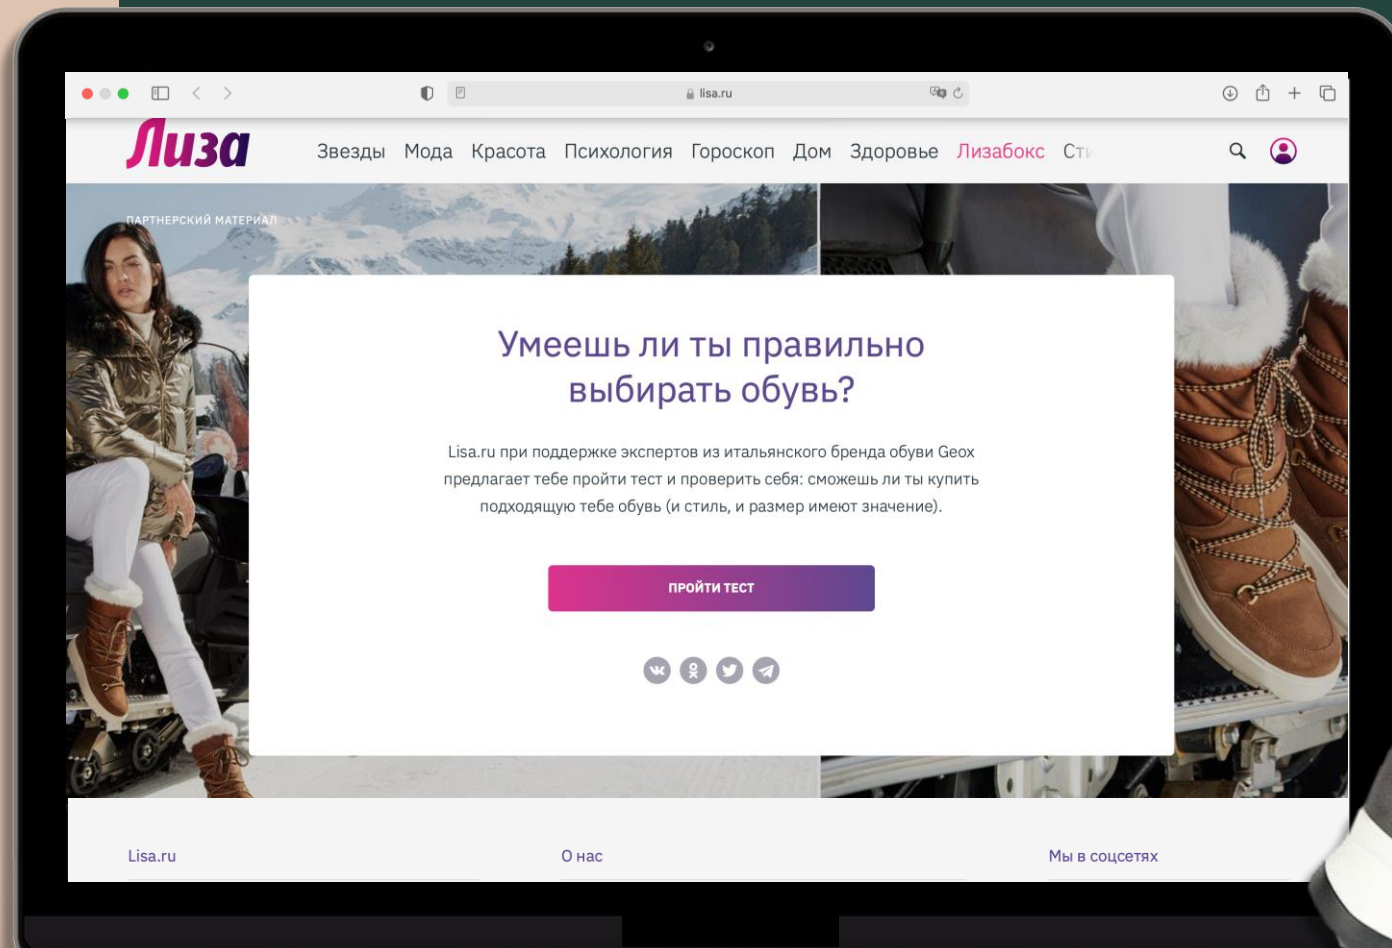 lisa.ru
Лиза
Звезды Мода Красота Психология Гороскоп Дом Здоровье Лизабокс Сти
ПАРТНЕРСКИЙ МАТЕРИАЛ
Умеешь ли ты правильно
выбирать обувь?
Lisa.ru при поддержке экспертов из итальянского бренда обуви Geox
предлагает тебе пройти тест и проверить себя: сможешь ли ты купить
подходящую тебе обувь (и стиль, и размер имеют значение).
ПРОЙТИ ТЕСТ
Lisa.ru О нас Мы в соцсетях